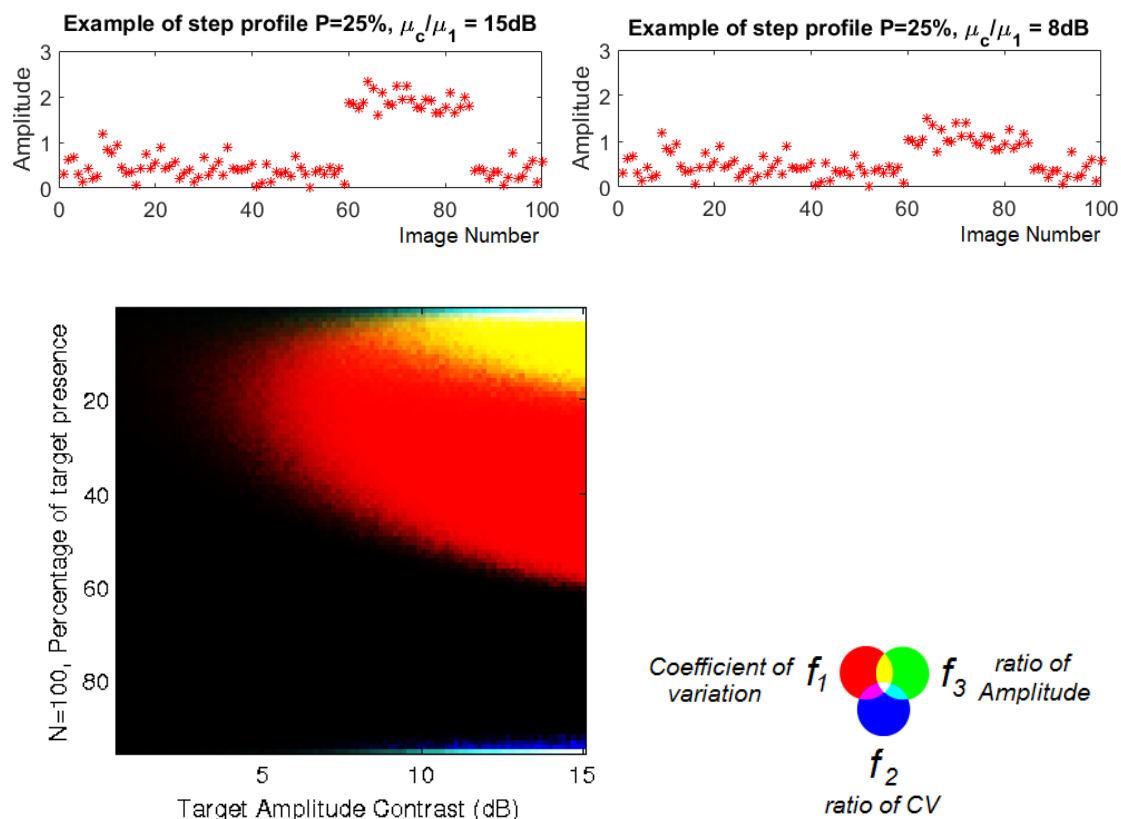 Example of step profile P=25%, μc/μ1 = 15dB
Amplitude
3
2
1
0
0 20 40 60 80 100
Image Number
Example of step profile P=25%, μc/μ1 = 8dB
Amplitude
3
2
1
0
0 20 40 60 80 100
Image Number
N=100, Percentage of target presence
20
40
60
80
5 10 15
Target Amplitude Contrast (dB)
Coefficient of
variation
f1
f3
ratio of
Amplitude
f2
ratio of CV